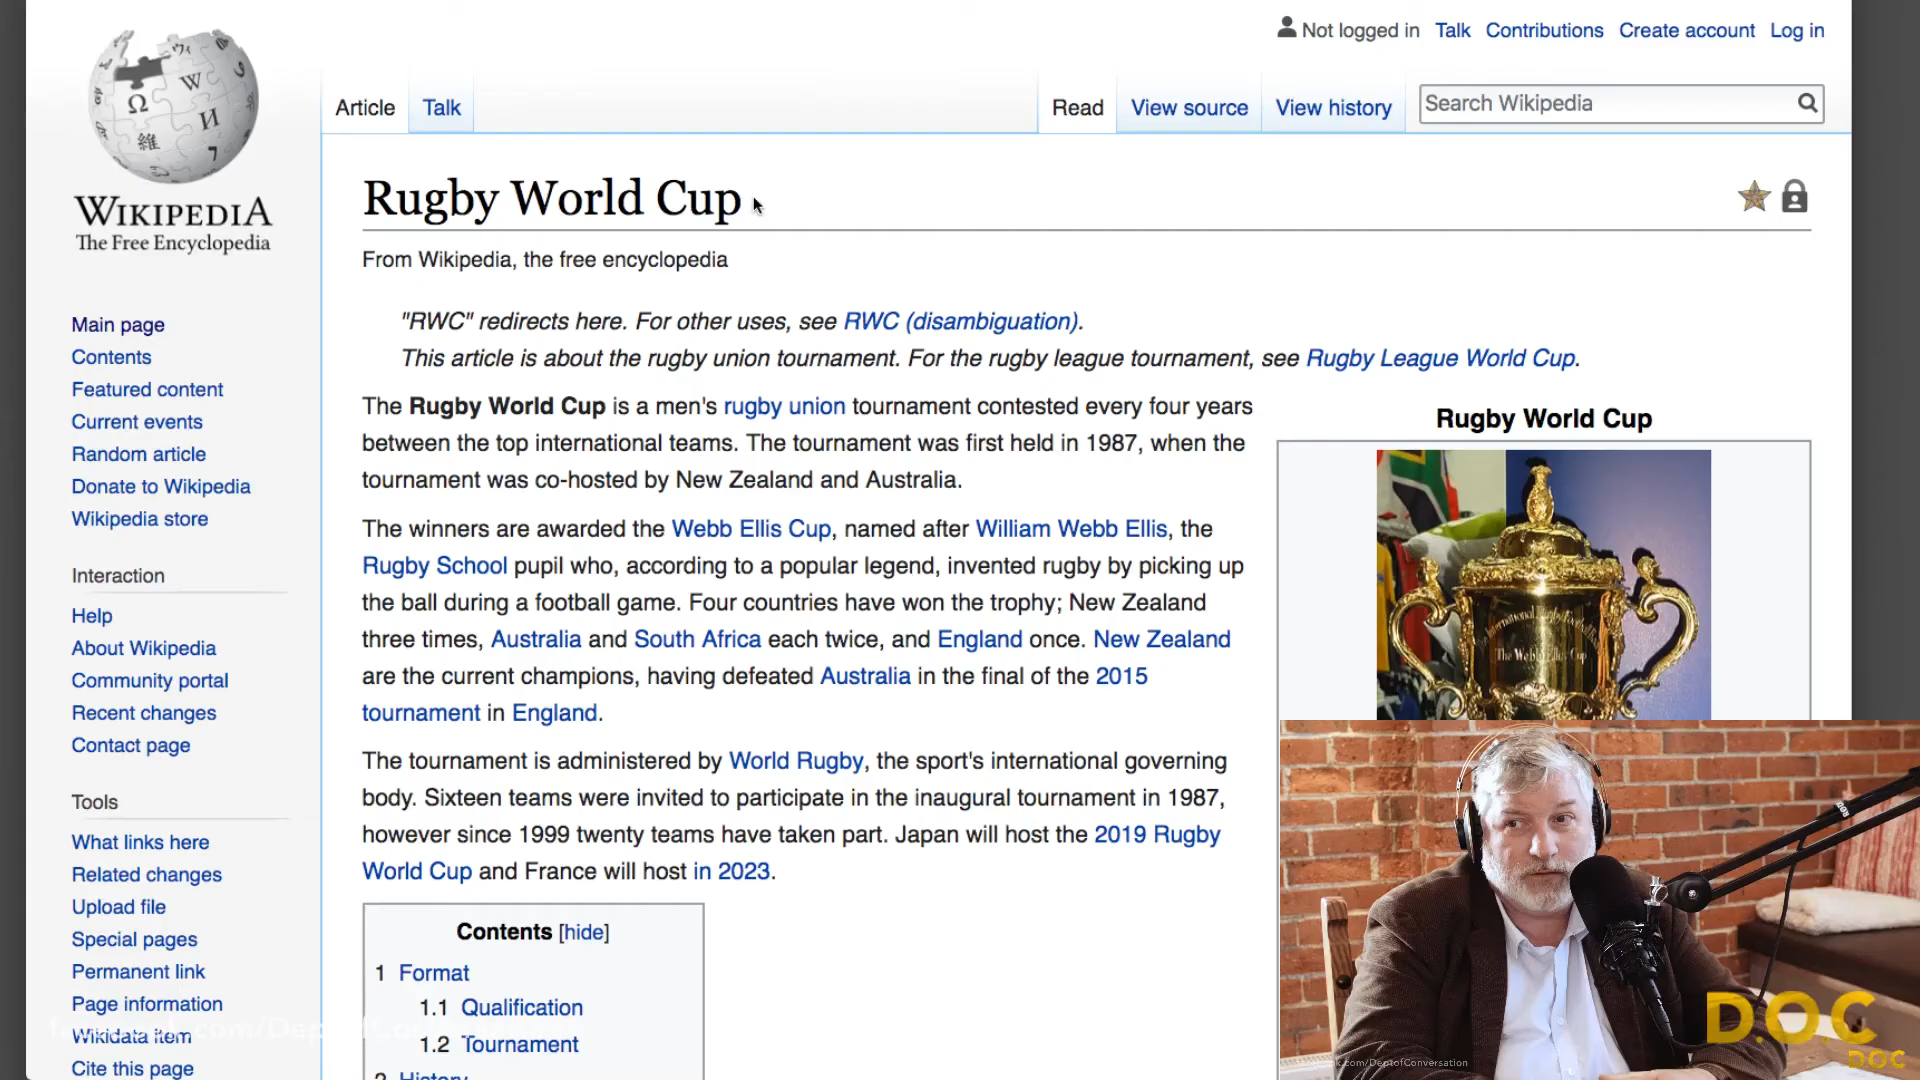 Not logged in Talk Contributions Create account Log in
Article Talk Read View source View history Search Wikipedia
WIKIPEDIA
The Free Encyclopedia
Rugby World Cup
From Wikipedia, the free encyclopedia
"RWC" redirects here. For other uses, see RWC (disambiguation).
This article is about the rugby union tournament. For the rugby league tournament, see Rugby League World Cup.
The Rugby World Cup is a men's rugby union tournament contested every four years
between the top international teams. The tournament was first held in 1987, when the
tournament was co-hosted by New Zealand and Australia.
The winners are awarded the Webb Ellis Cup, named after William Webb Ellis, the
Rugby School pupil who, according to a popular legend, invented rugby by picking up
the ball during a football game. Four countries have won the trophy; New Zealand
three times, Australia and South Africa each twice, and England once. New Zealand
are the current champions, having defeated Australia in the final of the 2015
tournament in England.
The tournament is administered by World Rugby, the sport's international governing
body. Sixteen teams were invited to participate in the inaugural tournament in 1987,
however since 1999 twenty teams have taken part. Japan will host the 2019 Rugby
World Cup and France will host in 2023.
Contents [hide]
1 Format
1.1 Qualification
1.2 Tournament
2 History
Rugby World Cup
The Webb Ellis Cup
Main page
Contents
Featured content
Current events
Random article
Donate to Wikipedia
Wikipedia store
Interaction
Help
About Wikipedia
Community portal
Recent changes
Contact page
Tools
What links here
Related changes
Upload file
Special pages
Permanent link
Page information
Wikidata item
Cite this page
D.O.C
DOC
.com/DeptofConversation